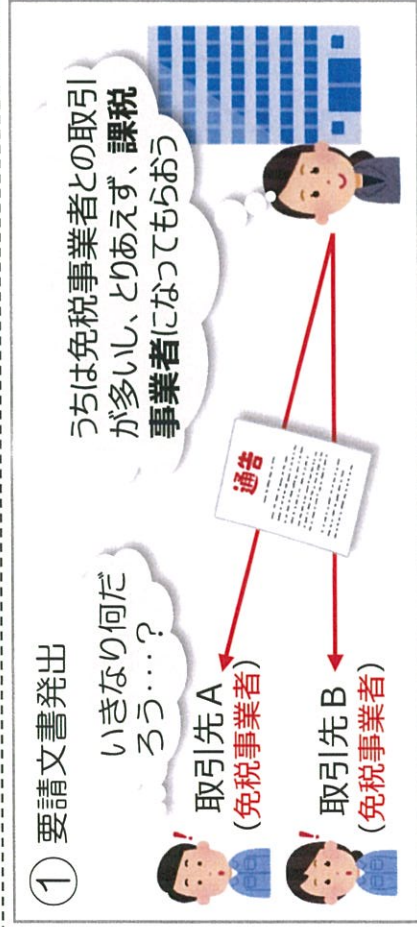 ① 要請文書発出
いきなり何だ
ろう・・・・?
うちは免税事業者との取引
が多いし、とりあえず、課税
事業者になってもらおう
通告
取引先A
(免税事業者)
取引先B
(免税事業者)